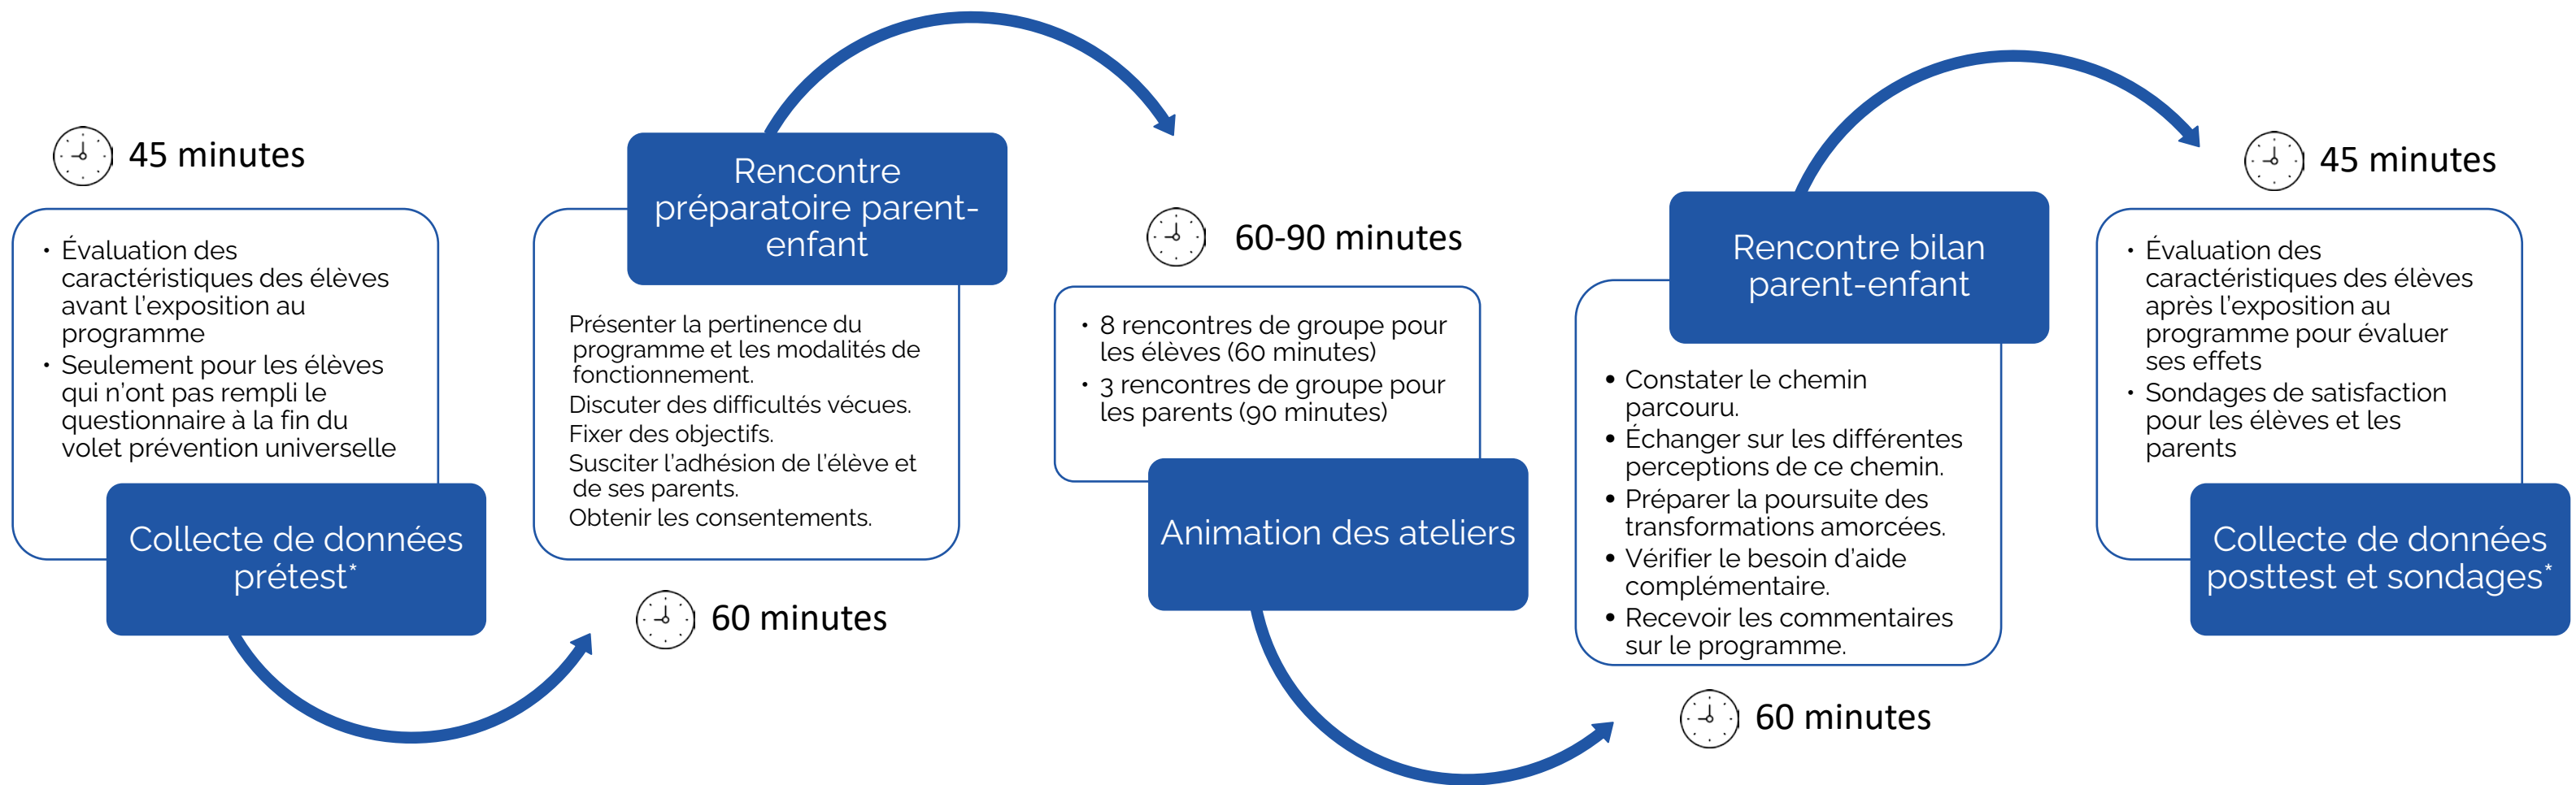 45 minutes
• Évaluation des
caractéristiques des élèves
avant l'exposition au
programme
• Seulement pour les élèves
qui n'ont pas rempli le
questionnaire à la fin du
volet prévention universelle
Collecte de données
prétest*
Rencontre
préparatoire parent-
enfant
Présenter la pertinence du
programme et les modalités de
fonctionnement.
Discuter des difficultés vécues.
Fixer des objectifs.
Susciter l'adhésion de l'élève et
de ses parents.
Obtenir les consentements.
60 minutes
60-90 minutes
• 8 rencontres de groupe pour
les élèves (60 minutes)
• 3 rencontres de groupe pour
les parents (90 minutes)
Animation des ateliers
Rencontre bilan
parent-enfant
• Constater le chemin
parcouru.
• Échanger sur les différentes
perceptions de ce chemin.
• Préparer la poursuite des
transformations amorcées.
• Vérifier le besoin d'aide
complémentaire.
• Recevoir les commentaires
sur le programme.
60 minutes
45 minutes
• Évaluation des
caractéristiques des élèves
après l'exposition au
programme pour évaluer
ses effets
• Sondages de satisfaction
pour les élèves et les
parents
Collecte de données
posttest et sondages*